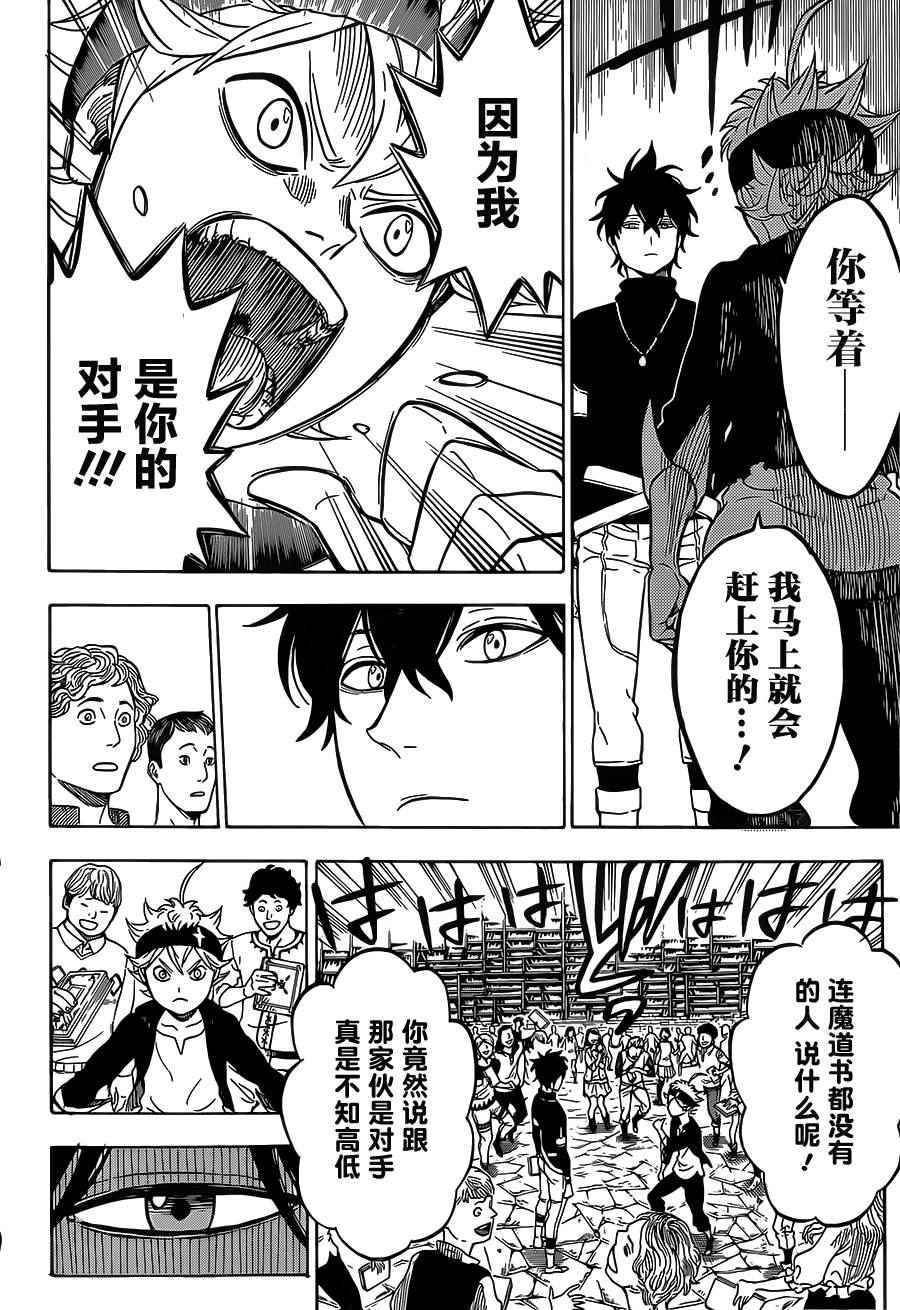 你等着——
我马上就会
赶上你的…！
因为我
是你的
对手!!!
连魔道书都没有
的人 说什么呢！
你竟然说跟
那家伙是对手
真是不知高低
ははははははは